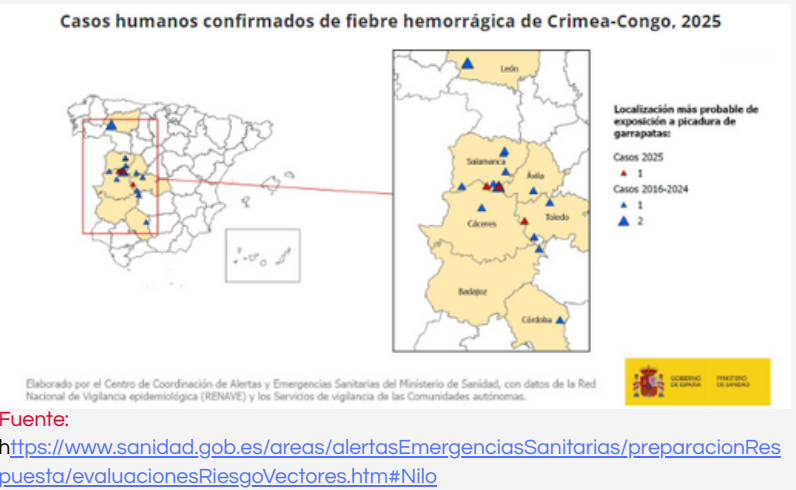 Casos humanos confirmados de fiebre hemorrágica de Crimea-Congo, 2025
León
Salamanca
Ávila
Cáceres
Toledo
Badajoz
Córdoba
Localización más probable de
exposición a picadura de
garrapatas:
Casos 2025
1
Casos 2016-2024
1
2
GOBIERNO
DE ESPAÑA
MINISTERIO
DE SANIDAD
Elaborado por el Centro de Coordinación de Alertas y Emergencias Sanitarias del Ministerio de Sanidad, con datos de la Red
Nacional de Vigilancia epidemiológica (RENAVE) y los Servicios de vigilancia de las Comunidades autónomas.
Fuente:
https://www.sanidad.gob.es/areas/alertasEmergenciasSanitarias/preparacionRes
puesta/evaluacionesRiesgoVectores.htm#Nilo